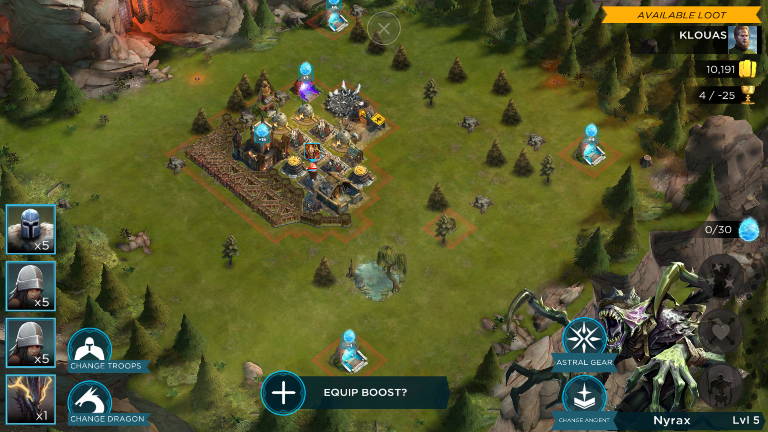 AVAILABLE LOOT
KLOUAS
10,191
4 / -25
0/30
x5
x5
x5
x1
CHANGE TROOPS
CHANGE DRAGON
EQUIP BOOST?
ASTRAL GEAR
CHANGE ANCIENT
Nyrax Lvl 5